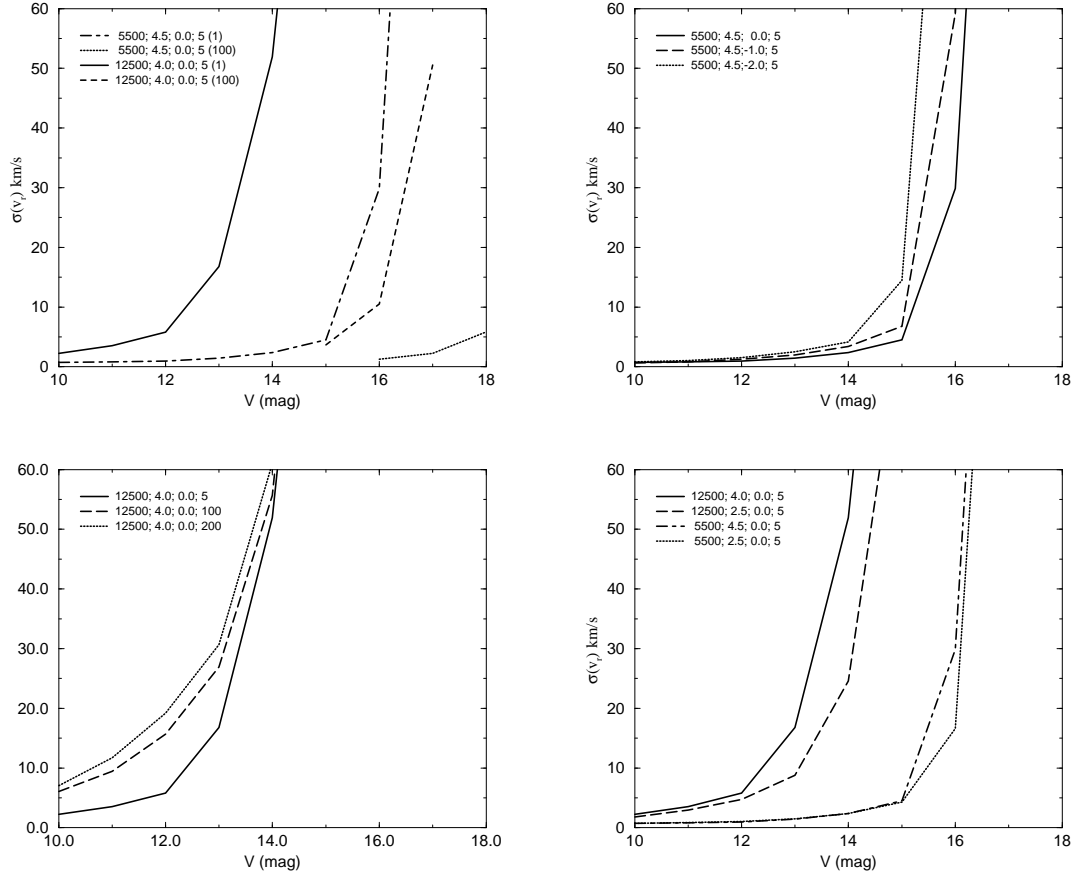 60
50
40
30
20
10
0
σ(vr) km/s
5500; 4.5; 0.0; 5 (1)
5500; 4.5; 0.0; 5 (100)
12500; 4.0; 0.0; 5 (1)
12500; 4.0; 0.0; 5 (100)
10 12 14 16 18
V (mag)
60
50
40
30
20
10
0
σ(vr) km/s
5500; 4.5; 0.0; 5
5500; 4.5;-1.0; 5
5500; 4.5;-2.0; 5
10 12 14 16 18
V (mag)
60.0
50.0
40.0
30.0
20.0
10.0
0.0
12500; 4.0; 0.0; 5
12500; 4.0; 0.0; 100
12500; 4.0; 0.0; 200
10.0 12.0 14.0 16.0 18.0
V (mag)
60
50
40
30
20
10
0
σ(vr) km/s
12500; 4.0; 0.0; 5
12500; 2.5; 0.0; 5
5500; 4.5; 0.0; 5
5500; 2.5; 0.0; 5
10 12 14 16 18
V (mag)